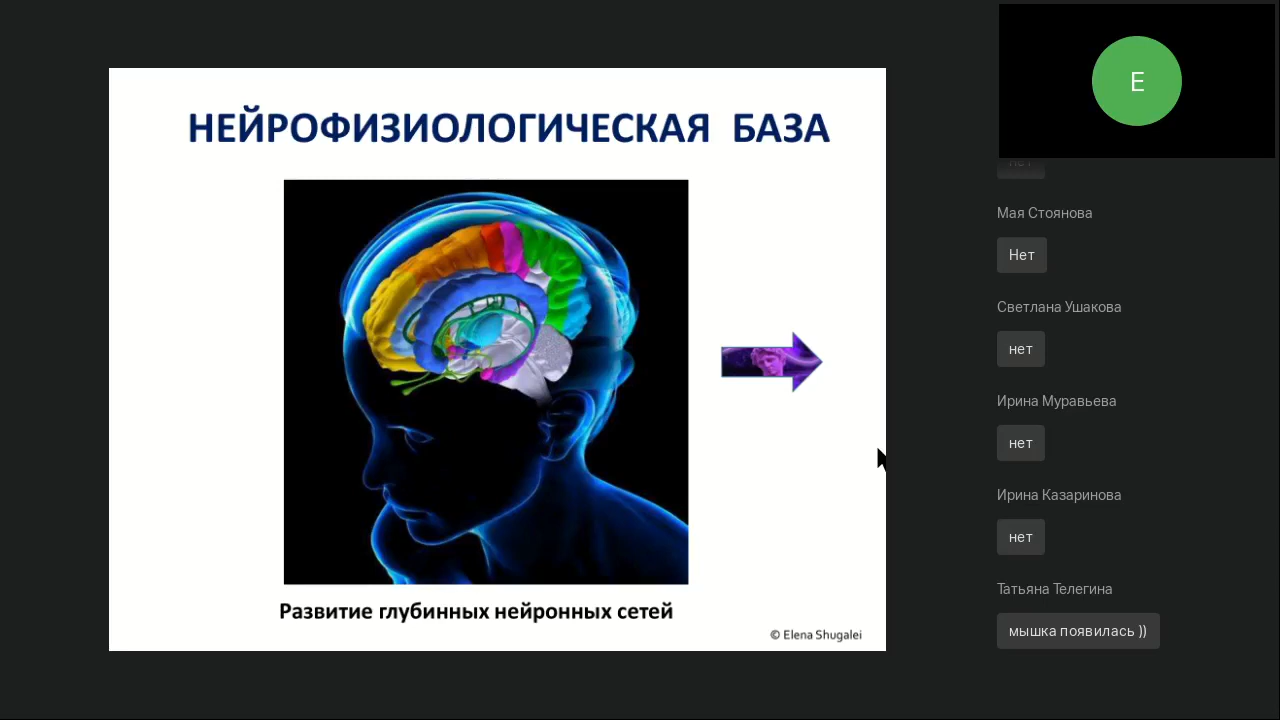 НЕЙРОФИЗИОЛОГИЧЕСКАЯ БАЗА
Развитие глубинных нейронных сетей
© Elena Shugalei
E
нет
Мая Стоянова
Нет
Светлана Ушакова
нет
Ирина Муравьева
нет
Ирина Казаринова
нет
Татьяна Телегина
мышка появилась ))